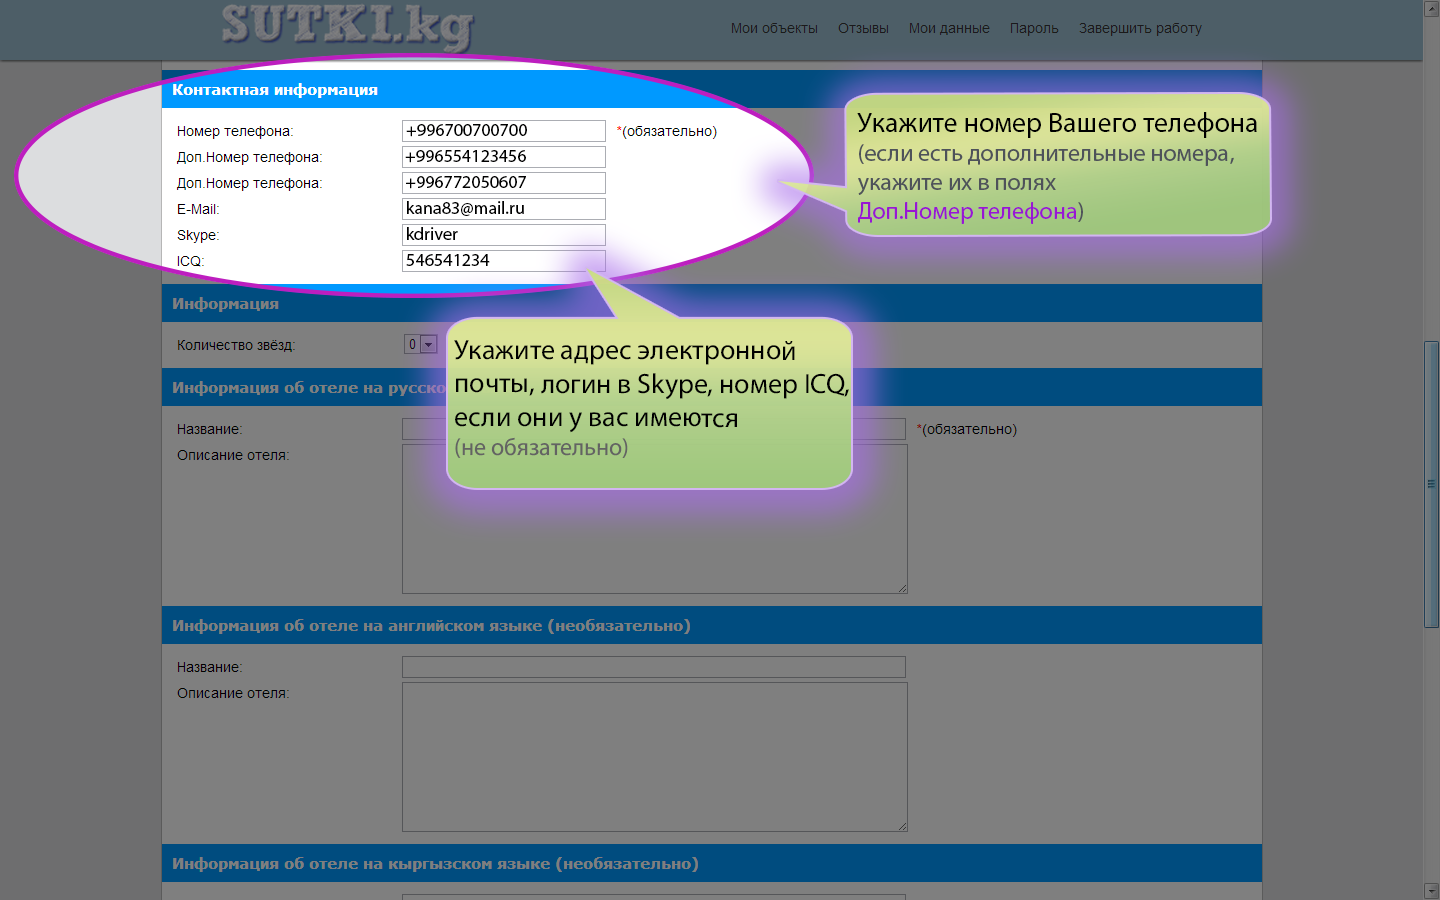 SUTKI.kg
Мои объекты Отзывы Мои данные Пароль Завершить работу
Контактная информация
Номер телефона: +996700700700 *(обязательно)
Доп.Номер телефона: +996554123456
Доп.Номер телефона: +996772050607
E-Mail: kana83@mail.ru
Skype: kdriver
ICQ: 546541234
Укажите номер Вашего телефона
(если есть дополнительные номера,
укажите их в полях
Доп.Номер телефона)
Информация
Количество звёзд: 0
Укажите адрес электронной
почты, логин в Skype, номер ICQ,
если они у вас имеются
(не обязательно)
Информация об отеле на русско
Название: *(обязательно)
Описание отеля:
Информация об отеле на английском языке (необязательно)
Название:
Описание отеля:
Информация об отеле на кыргызском языке (необязательно)